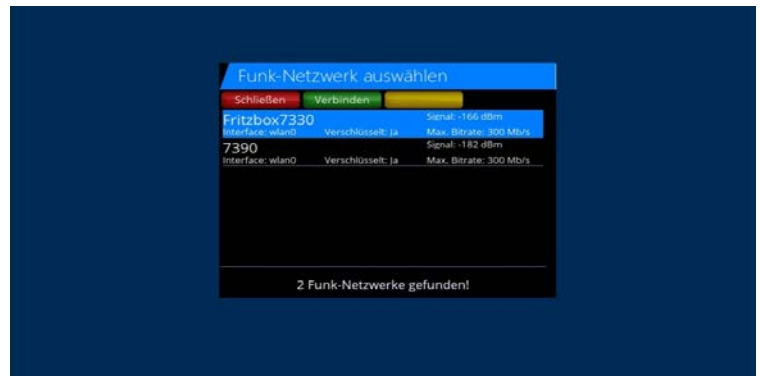 Funk-Netzwerk auswählen
Schließen Verbinden
Fritzbox7330 Signal: -166 dBm
Interface: wlan0 Verschlüsselt: Ja Max. Bitrate: 300 Mb/s
7390 Signal: -182 dBm
Interface: wlan0 Verschlüsselt: Ja Max. Bitrate: 300 Mb/s
2 Funk-Netzwerke gefunden!